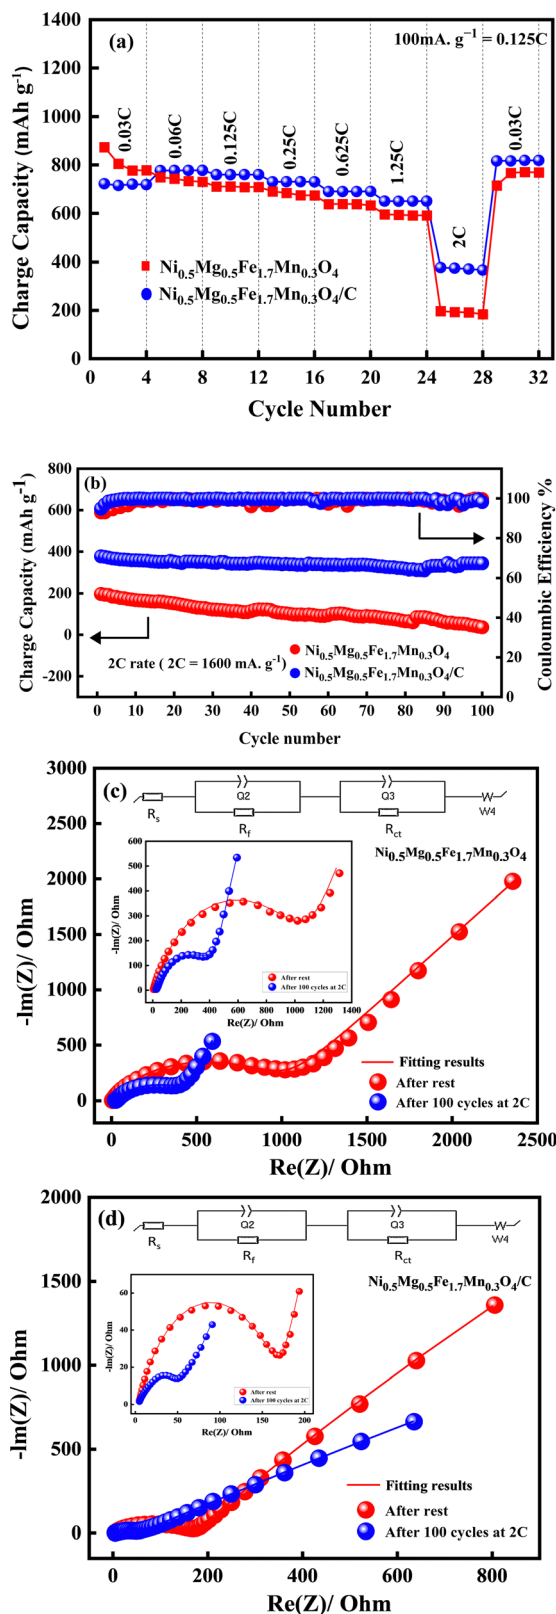 (a)
100mA. g⁻¹ = 0.125C
Charge Capacity (mAh g⁻¹)
1400
1200
1000
800
600
400
200
0
0.03C
0.06C
0.125C
0.25C
0.625C
1.25C
2C
0.03C
Ni0.5Mg0.5Fe1.7Mn0.3O4
Ni0.5Mg0.5Fe1.7Mn0.3O4/C
0 4 8 12 16 20 24 28 32
Cycle Number
(b)
Charge Capacity (mAh g⁻¹)
800
600
400
200
0
-200
Couloumbic Efficiency %
100
80
60
40
20
0
2C rate ( 2C = 1600 mA. g⁻¹)
Ni0.5Mg0.5Fe1.7Mn0.3O4
Ni0.5Mg0.5Fe1.7Mn0.3O4/C
0 10 20 30 40 50 60 70 80 90 100
Cycle number
(c)
-Im(Z)/ Ohm
3000
2500
2000
1500
1000
500
0
Rs
Q2
Rf
Q3
Rct
W4
Ni0.5Mg0.5Fe1.7Mn0.3O4
-Im(Z)/ Ohm
600
500
400
300
200
100
0
After rest
After 100 cycles at 2C
0 200 400 600 800 1000 1200 1400
Re(Z)/ Ohm
Fitting results
After rest
After 100 cycles at 2C
0 500 1000 1500 2000 2500
Re(Z)/ Ohm
(d)
-Im(Z)/ Ohm
2000
1500
1000
500
0
Rs
Q2
Rf
Q3
Rct
W4
Ni0.5Mg0.5Fe1.7Mn0.3O4/C
-Im(Z)/ Ohm
60
40
20
0
After rest
After 100 cycles at 2C
0 50 100 150 200
Re(Z)/ Ohm
Fitting results
After rest
After 100 cycles at 2C
0 200 400 600 800
Re(Z)/ Ohm